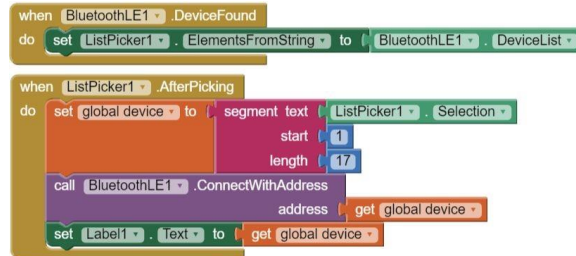 when BluetoothLE1 .DeviceFound
do set ListPicker1 . ElementsFromString to BluetoothLE1 . DeviceList
when ListPicker1 .AfterPicking
do set global device to segment text ListPicker1 . Selection
start 1
length 17
call BluetoothLE1 .ConnectWithAddress
address get global device
set Label1 . Text to get global device